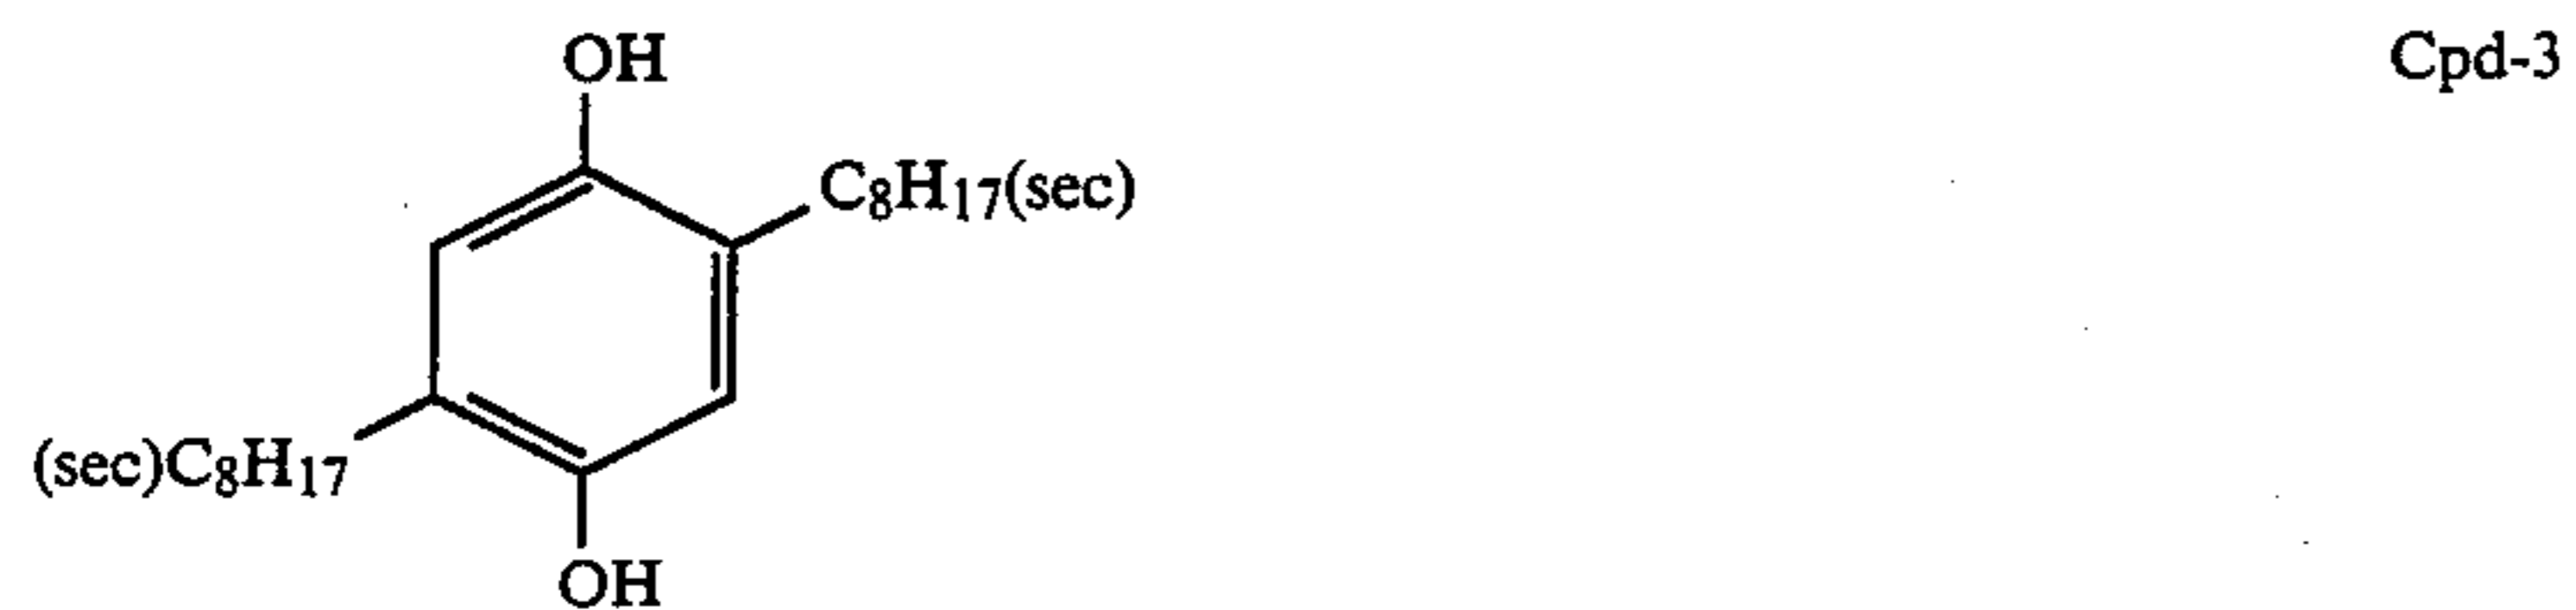 OH
Cpd-3
C₈H₁₇(sec)
(sec)C₈H₁₇
OH